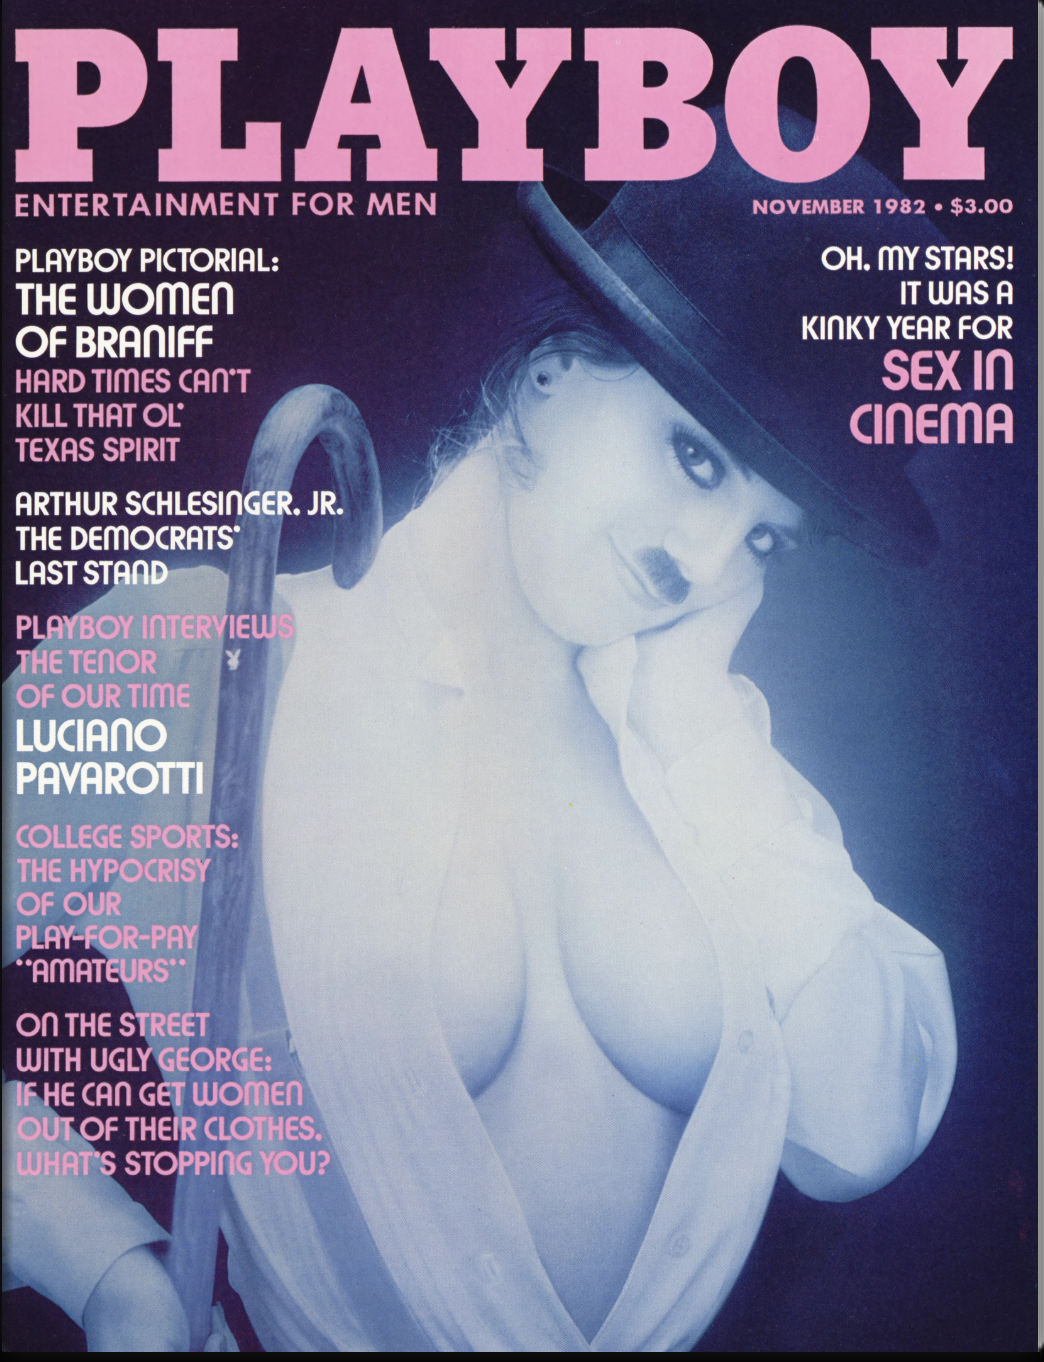 PLAYBOY
ENTERTAINMENT FOR MEN
NOVEMBER 1982 • $3.00
PLAYBOY PICTORIAL:
THE WOMEN
OF BRANIFF
HARD TIMES CAN'T
KILL THAT OL'
TEXAS SPIRIT
ARTHUR SCHLESINGER, JR.
THE DEMOCRATS'
LAST STAND
PLAYBOY INTERVIEWS
THE TENOR
OF OUR TIME
LUCIANO
PAVAROTTI
COLLEGE SPORTS:
THE HYPOCRISY
OF OUR
PLAY-FOR-PAY
"AMATEURS"
ON THE STREET
WITH UGLY GEORGE:
IF HE CAN GET WOMEN
OUT OF THEIR CLOTHES,
WHAT'S STOPPING YOU?
OH, MY STARS!
IT WAS A
KINKY YEAR FOR
SEX IN
CINEMA